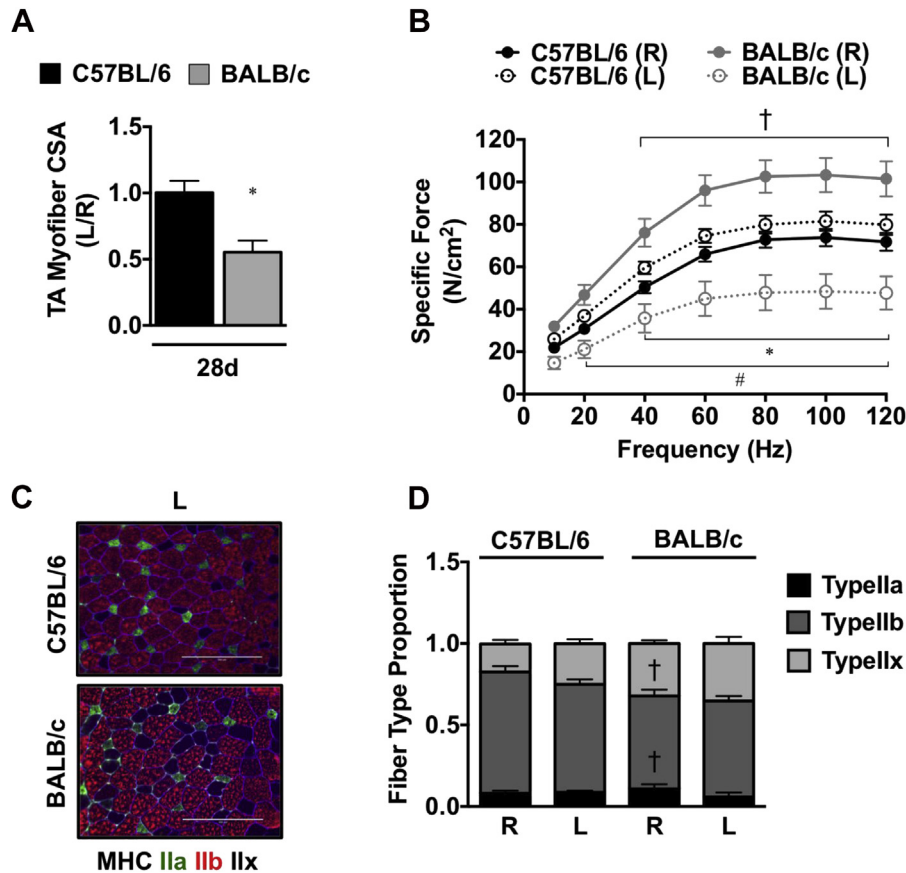 A
C57BL/6 BALB/c
TA Myofiber CSA
(L/R)
1.5
1.0
0.5
0.0
*
28d
B
C57BL/6 (R) BALB/c (R)
C57BL/6 (L) BALB/c (L)
Specific Force
(N/cm2)
120
100
80
60
40
20
0
†
*
#
0 20 40 60 80 100 120
Frequency (Hz)
C
L
C57BL/6
BALB/c
MHC IIa IIb IIx
D
C57BL/6 BALB/c
Fiber Type Proportion
1.5
1.0
0.5
0.0
†
†
R L R L
TypeIIa
TypeIIb
TypeIIx